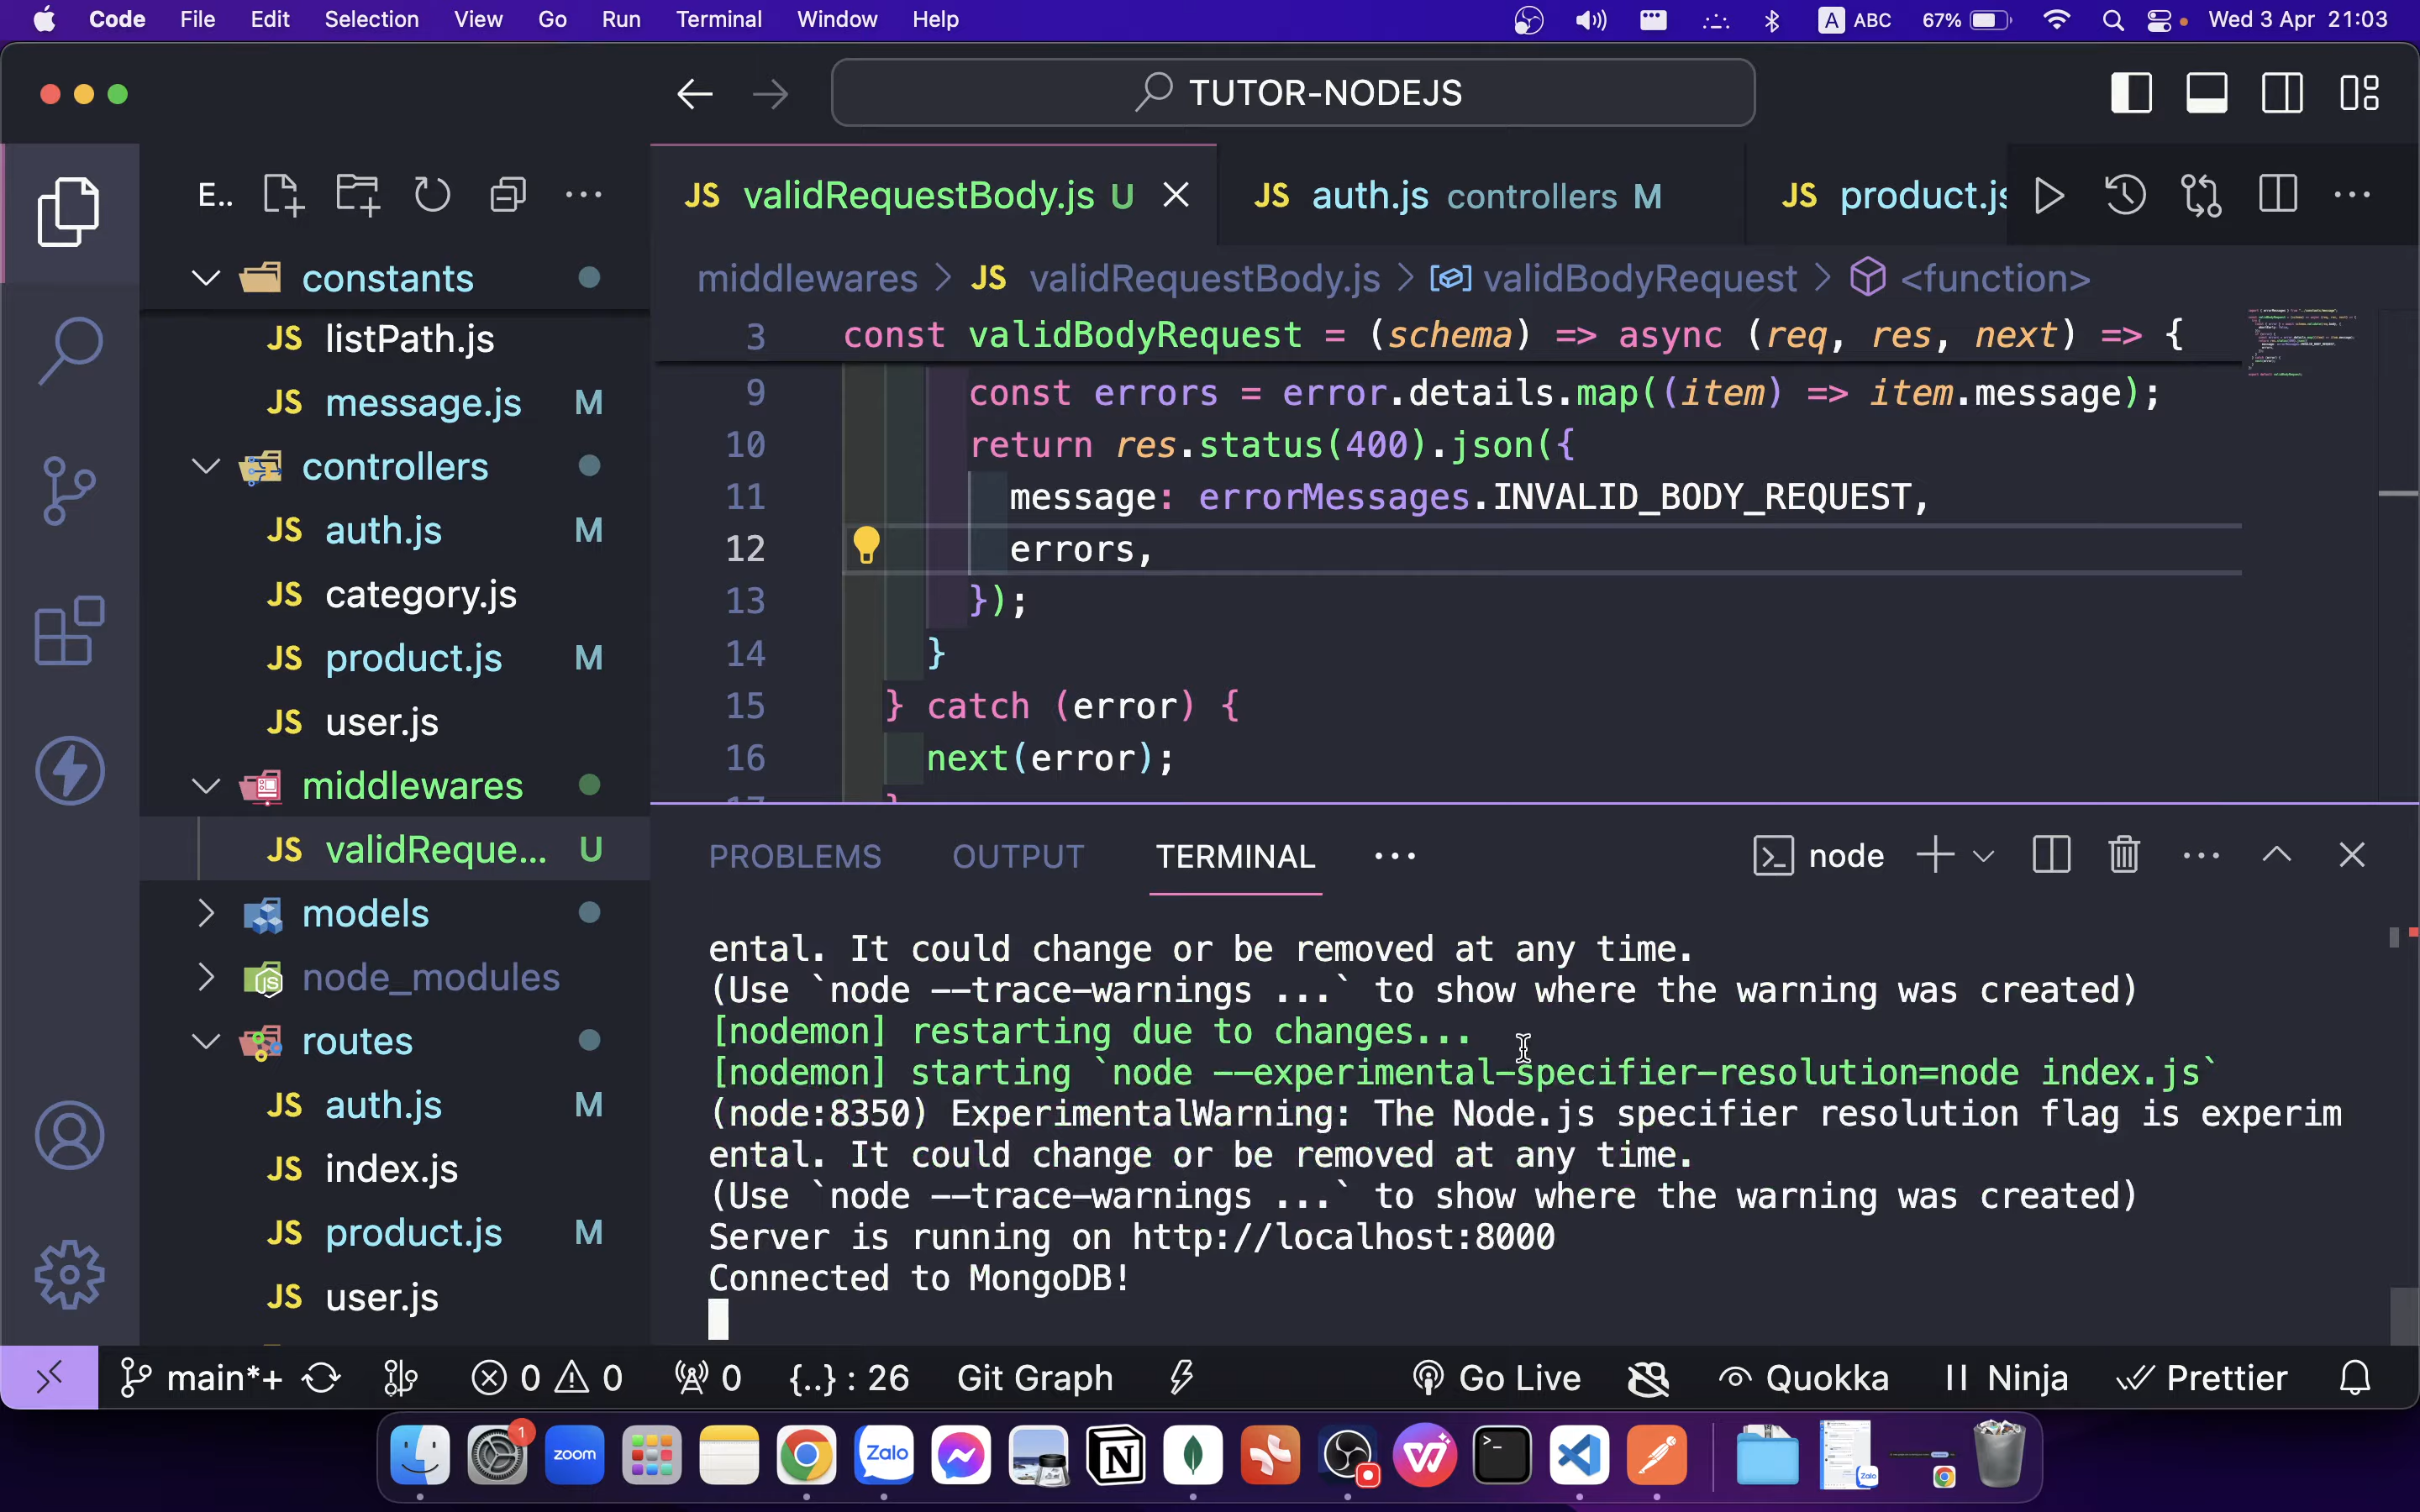 Code File Edit Selection View Go Run Terminal Window Help A ABC 67% Wed 3 Apr 21:03
TUTOR-NODEJS
E..
JS validRequestBody.js U
JS auth.js controllers M
JS product.js
middlewares > JS validRequestBody.js > validBodyRequest > <function>
constants
JS listPath.js
JS message.js M
controllers
JS auth.js M
JS category.js
JS product.js M
JS user.js
middlewares
JS validReque... U
models
node_modules
routes
JS auth.js M
JS index.js
JS product.js M
JS user.js
3 const validBodyRequest = (schema) => async (req, res, next) => {
9 const errors = error.details.map((item) => item.message);
10 return res.status(400).json({
11 message: errorMessages.INVALID_BODY_REQUEST,
12 errors,
13 });
14 }
15 } catch (error) {
16 next(error);
17 }
PROBLEMS OUTPUT TERMINAL ... node
ental. It could change or be removed at any time.
(Use `node --trace-warnings ...` to show where the warning was created)
[nodemon] restarting due to changes...
[nodemon] starting `node --experimental-specifier-resolution=node index.js`
(node:8350) ExperimentalWarning: The Node.js specifier resolution flag is experim
ental. It could change or be removed at any time.
(Use `node --trace-warnings ...` to show where the warning was created)
Server is running on http://localhost:8000
Connected to MongoDB!
main*+ 0 0 0 {..} : 26 Git Graph Go Live Quokka Ninja Prettier
1
zoom
Zalo